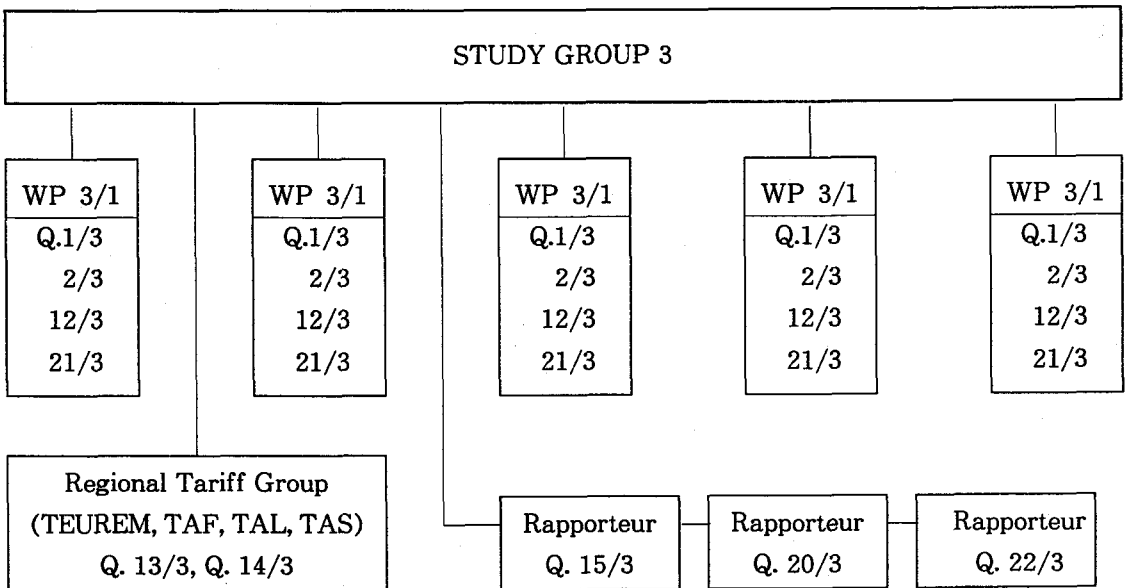 STUDY GROUP 3
WP 3/1
Q.1/3
2/3
12/3
21/3
WP 3/1
Q.1/3
2/3
12/3
21/3
WP 3/1
Q.1/3
2/3
12/3
21/3
WP 3/1
Q.1/3
2/3
12/3
21/3
WP 3/1
Q.1/3
2/3
12/3
21/3
Regional Tariff Group
(TEUREM, TAF, TAL, TAS)
Q. 13/3, Q. 14/3
Rapporteur
Q. 15/3
Rapporteur
Q. 20/3
Rapporteur
Q. 22/3